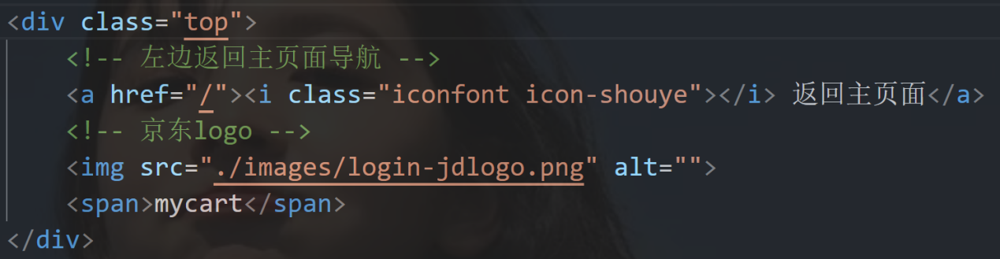 <div class="top">
<!-- 左边返回主页面导航 -->
<a href="/"><i class="iconfont icon-shouye"></i> 返回主页面</a>
<!-- 京东logo -->
<img src="./images/login-jdlogo.png" alt="">
<span>mycart</span>
</div>